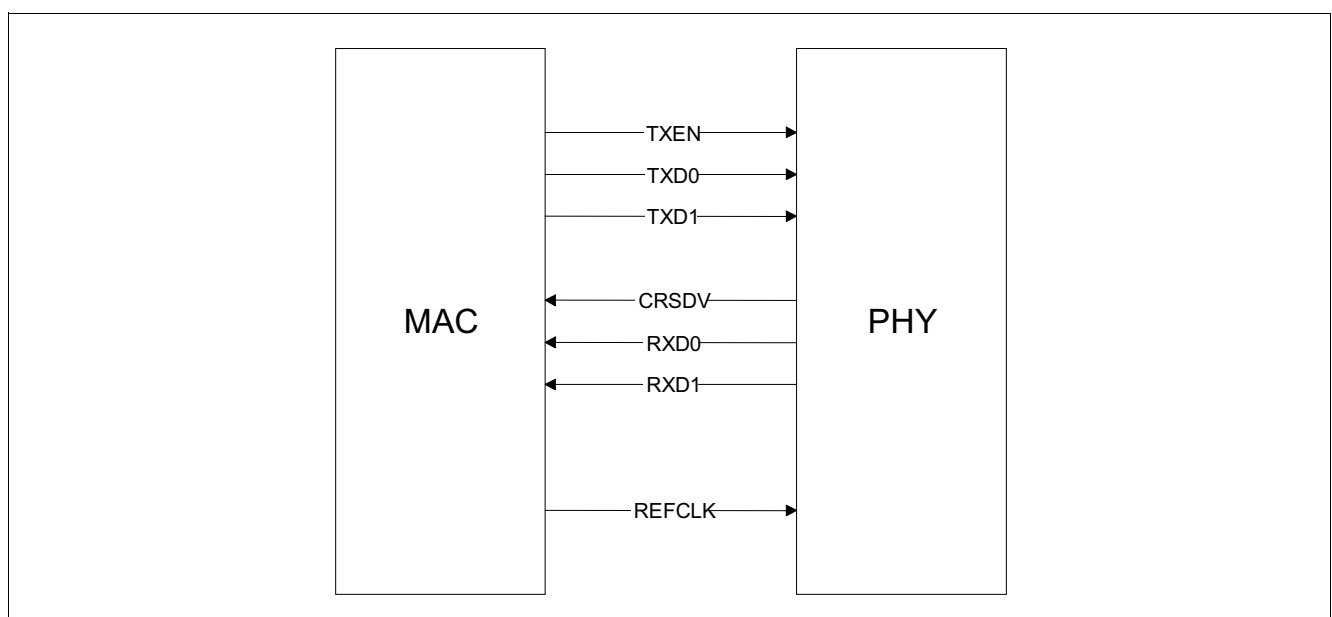 TXEN
TXD0
TXD1
CRSDV
MAC
PHY
RXD0
RXD1
REFCLK